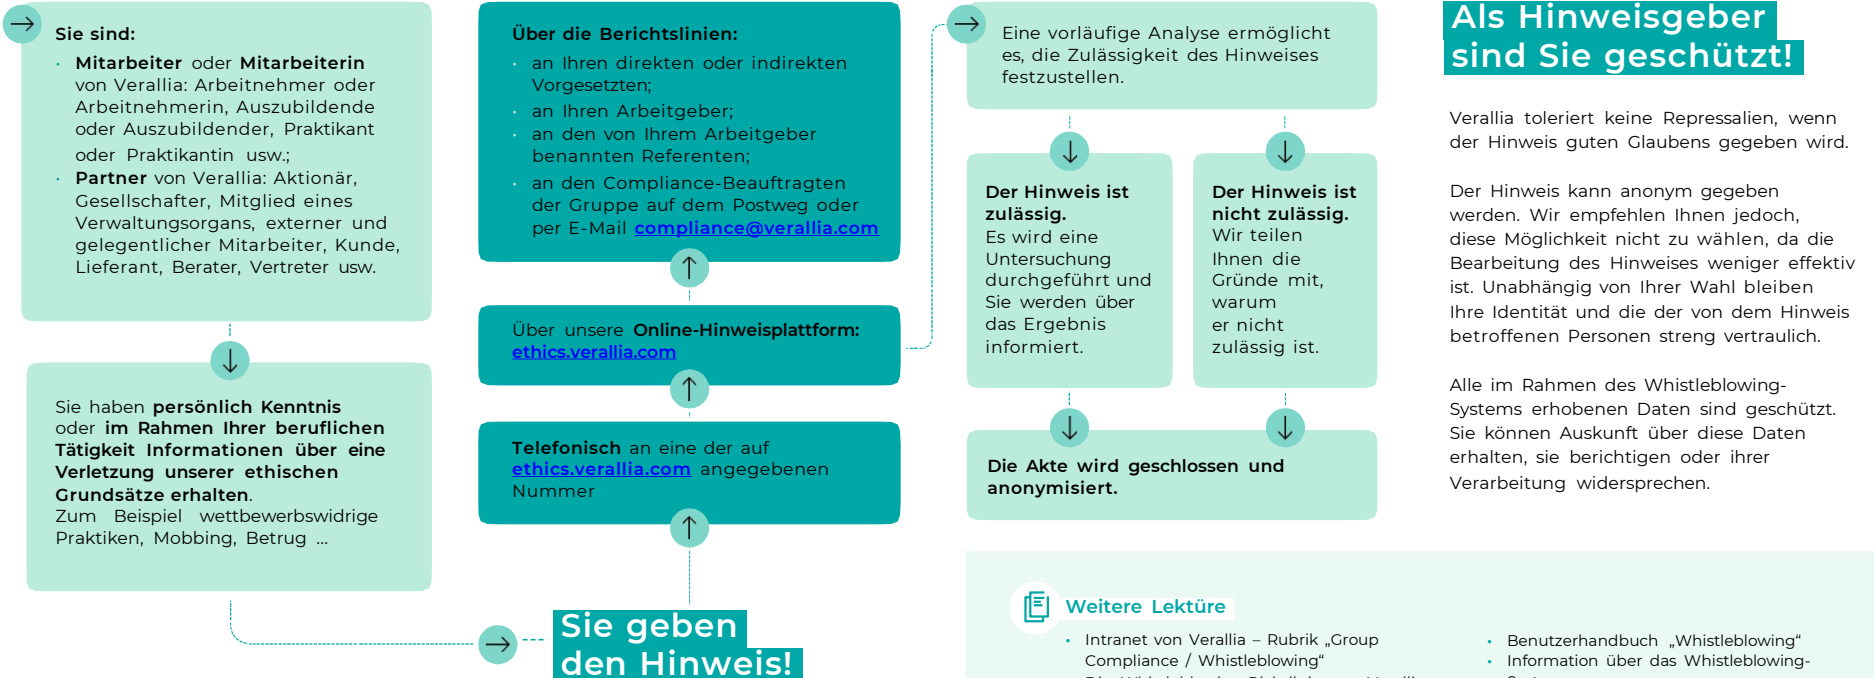 Sie sind:
• Mitarbeiter oder Mitarbeiterin
von Verallia: Arbeitnehmer oder
Arbeitnehmerin, Auszubildende
oder Auszubildender, Praktikant
oder Praktikantin usw.;
• Partner von Verallia: Aktionär,
Gesellschafter, Mitglied eines
Verwaltungsorgans, externer und
gelegentlicher Mitarbeiter, Kunde,
Lieferant, Berater, Vertreter usw.
Sie haben persönlich Kenntnis
oder im Rahmen Ihrer beruflichen
Tätigkeit Informationen über eine
Verletzung unserer ethischen
Grundsätze erhalten.
Zum Beispiel wettbewerbswidrige
Praktiken, Mobbing, Betrug ...
Sie geben
den Hinweis!
Über die Berichtslinien:
• an Ihren direkten oder indirekten
Vorgesetzten;
• an Ihren Arbeitgeber;
• an den von Ihrem Arbeitgeber
benannten Referenten;
• an den Compliance-Beauftragten
der Gruppe auf dem Postweg oder
per E-Mail compliance@verallia.com
Über unsere Online-Hinweisplattform:
ethics.verallia.com
Telefonisch an eine der auf
ethics.verallia.com angegebenen
Nummer
Eine vorläufige Analyse ermöglicht
es, die Zulässigkeit des Hinweises
festzustellen.
Der Hinweis ist
zulässig.
Es wird eine
Untersuchung
durchgeführt und
Sie werden über
das Ergebnis
informiert.
Der Hinweis ist
nicht zulässig.
Wir teilen
Ihnen die
Gründe mit,
warum
er nicht
zulässig ist.
Die Akte wird geschlossen und
anonymisiert.
Als Hinweisgeber
sind Sie geschützt!
Verallia toleriert keine Repressalien, wenn
der Hinweis guten Glaubens gegeben wird.
Der Hinweis kann anonym gegeben
werden. Wir empfehlen Ihnen jedoch,
diese Möglichkeit nicht zu wählen, da die
Bearbeitung des Hinweises weniger effektiv
ist. Unabhängig von Ihrer Wahl bleiben
Ihre Identität und die der von dem Hinweis
betroffenen Personen streng vertraulich.
Alle im Rahmen des Whistleblowing-
Systems erhobenen Daten sind geschützt.
Sie können Auskunft über diese Daten
erhalten, sie berichtigen oder ihrer
Verarbeitung widersprechen.
Weitere Lektüre
• Intranet von Verallia – Rubrik „Group
Compliance / Whistleblowing“
• Benutzerhandbuch „Whistleblowing“
• Information über das Whistleblowing-